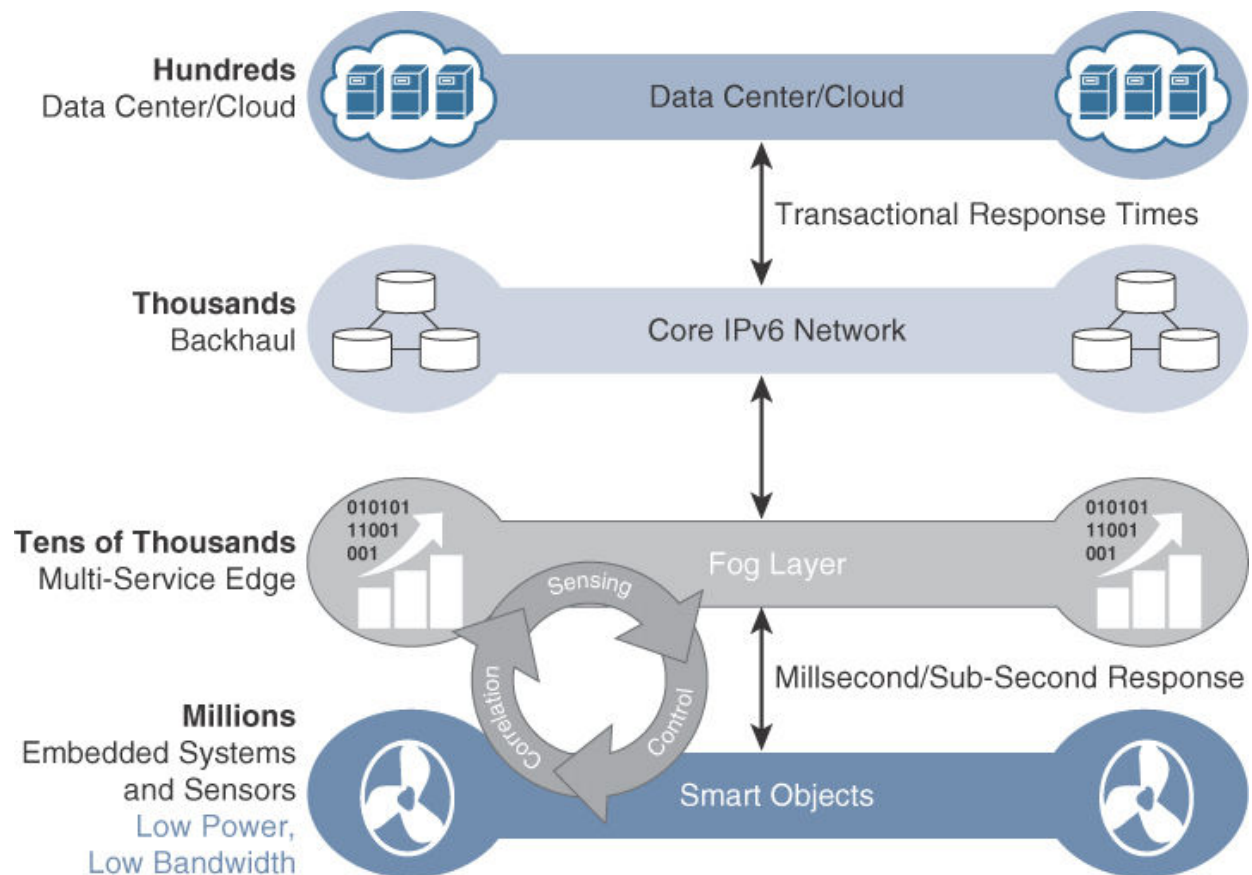 Hundreds
Data Center/Cloud
Data Center/Cloud
Transactional Response Times
Thousands
Backhaul
Core IPv6 Network
010101
11001
001
Tens of Thousands
Multi-Service Edge
Fog Layer
010101
11001
001
Sensing
Control
Correlation
Millsecond/Sub-Second Response
Millions
Embedded Systems
and Sensors
Low Power,
Low Bandwidth
Smart Objects